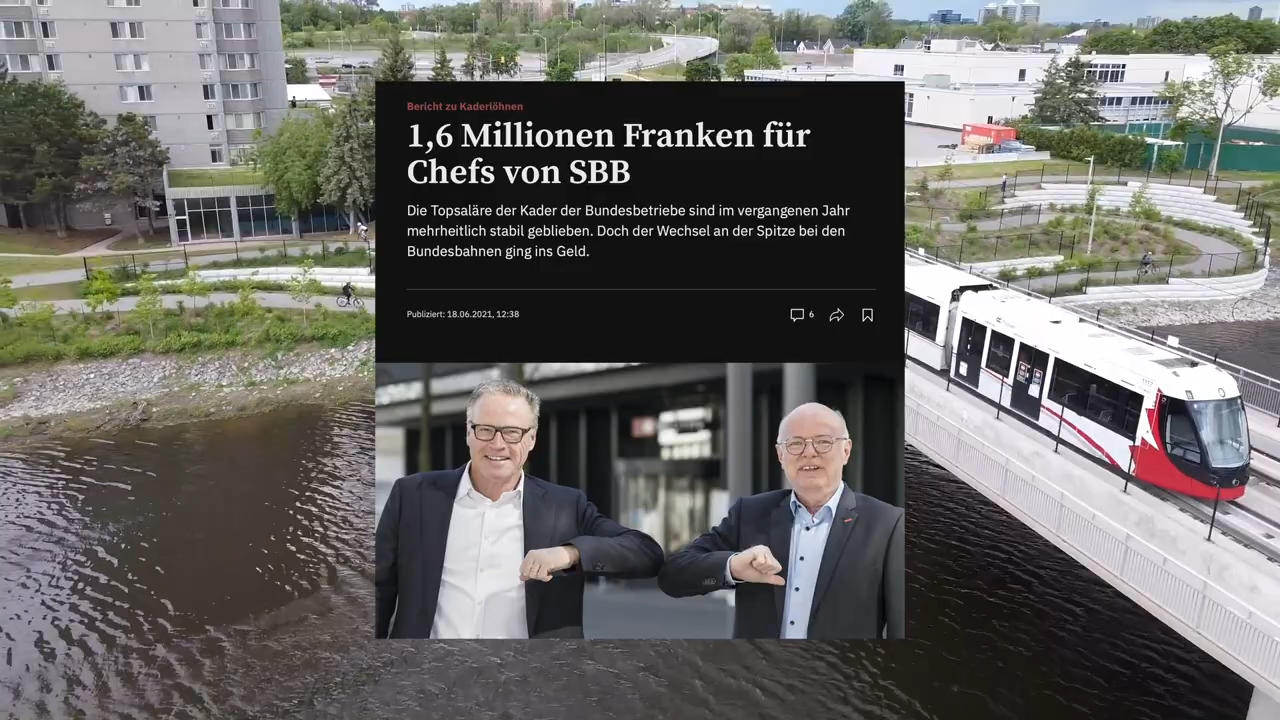 Bericht zu Kaderlöhnen
1,6 Millionen Franken für
Chefs von SBB
Die Topsaläre der Kader der Bundesbetriebe sind im vergangenen Jahr
mehrheitlich stabil geblieben. Doch der Wechsel an der Spitze bei den
Bundesbahnen ging ins Geld.
Publiziert: 18.06.2021, 12:38
6